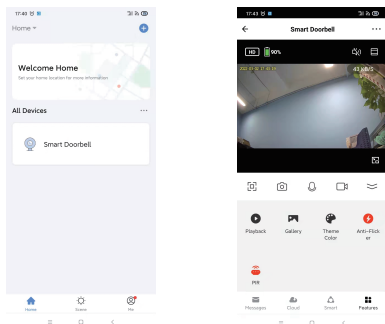 17:40
Home
Welcome Home
Set your home location for more information
All Devices
Smart Doorbell
Home
Scene
Me
17:43
Smart Doorbell
HD
90%
Playback
Gallery
Theme
Color
Anti-Flick
er
PIR
Messages
Cloud
Smart
Features